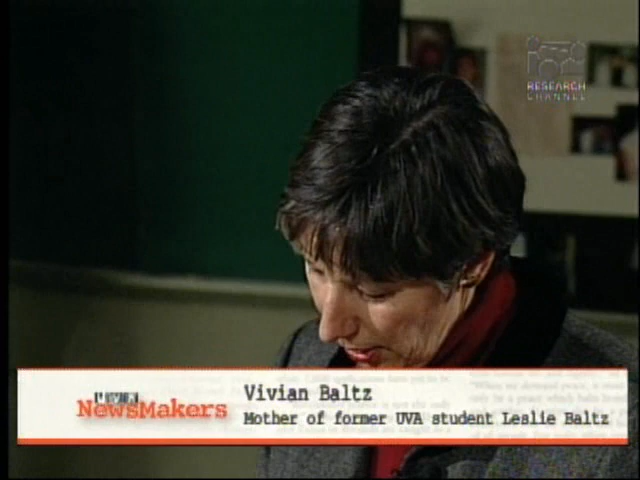 RESEARCH
CHANNEL
NEWSMAKERS
Vivian Baltz
Mother of former UVA student Leslie Baltz